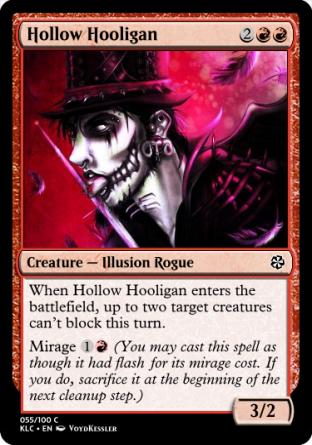 Hollow Hooligan 2
Creature — Illusion Rogue
When Hollow Hooligan enters the
battlefield, up to two target creatures
can't block this turn.
Mirage 1 (You may cast this spell as
though it had flash for its mirage cost. If
you do, sacrifice it at the beginning of the
next cleanup step.)
3/2
055/100 C
KLC • EN VoydKessler